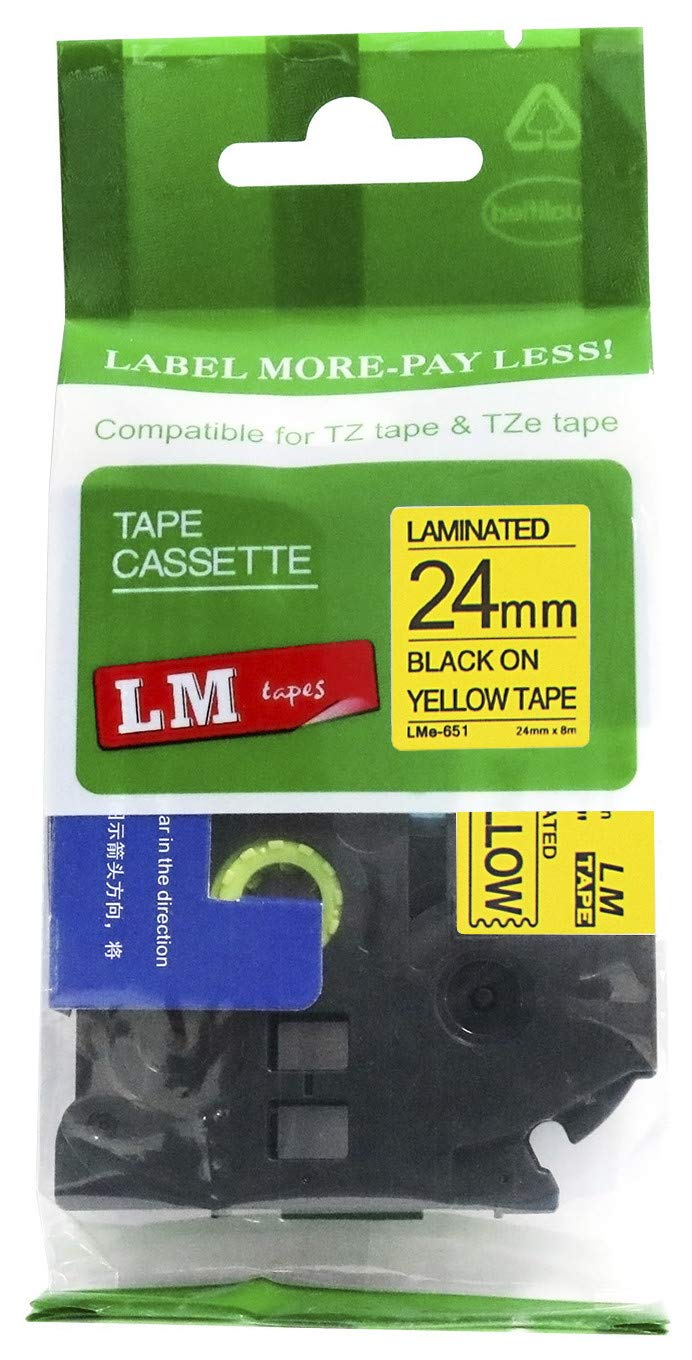 LABEL MORE-PAY LESS!
Compatible for TZ tape & TZe tape
TAPE
CASSETTE
LM tapes
LAMINATED
24mm
BLACK ON
YELLOW TAPE
LMe-651 24mm x 8m
示箭头方向，将
ar in the direction
LLOW
ATED
LM
TAPE